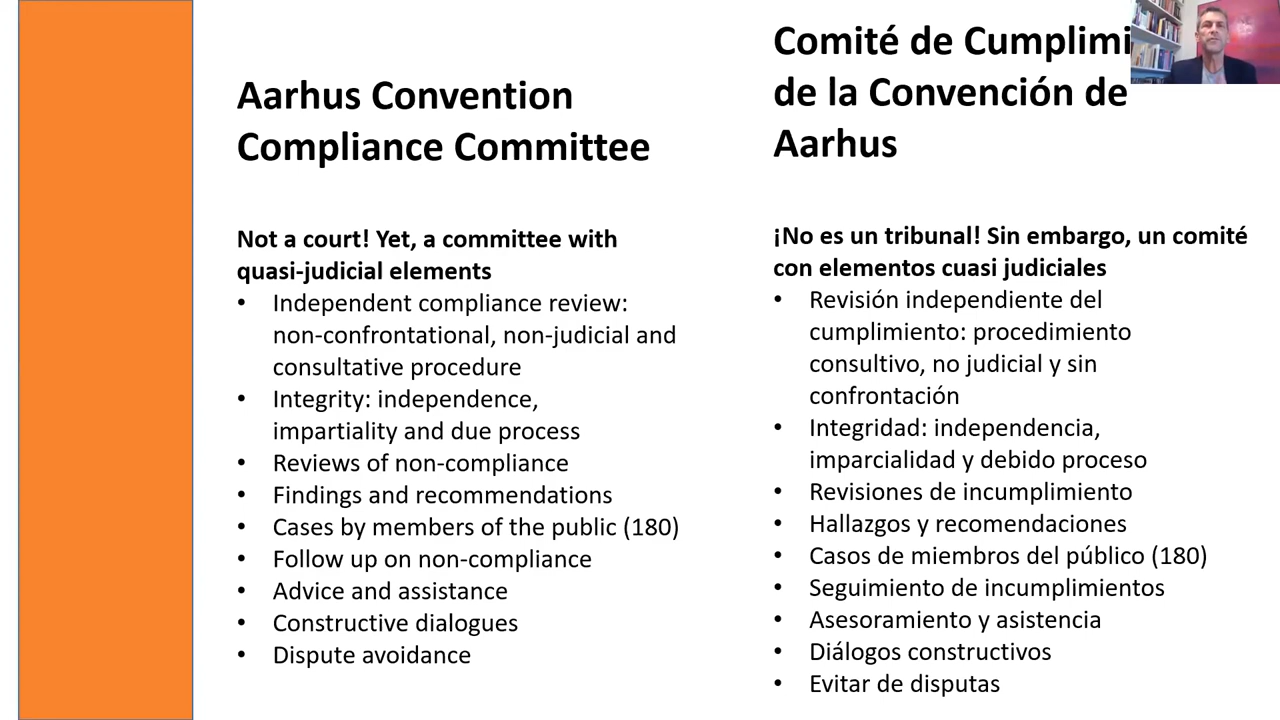 Aarhus Convention
Compliance Committee
Not a court! Yet, a committee with
quasi-judicial elements
• Independent compliance review:
non-confrontational, non-judicial and
consultative procedure
• Integrity: independence,
impartiality and due process
• Reviews of non-compliance
• Findings and recommendations
• Cases by members of the public (180)
• Follow up on non-compliance
• Advice and assistance
• Constructive dialogues
• Dispute avoidance
Comité de Cumplimi
de la Convención de
Aarhus
¡No es un tribunal! Sin embargo, un comité
con elementos cuasi judiciales
• Revisión independiente del
cumplimiento: procedimiento
consultivo, no judicial y sin
confrontación
• Integridad: independencia,
imparcialidad y debido proceso
• Revisiones de incumplimiento
• Hallazgos y recomendaciones
• Casos de miembros del público (180)
• Seguimiento de incumplimientos
• Asesoramiento y asistencia
• Diálogos constructivos
• Evitar de disputas